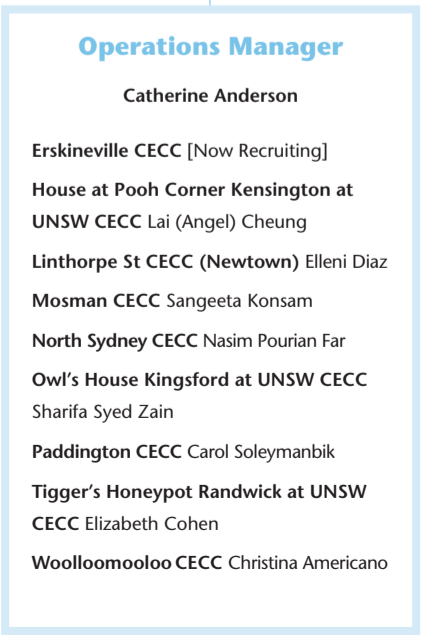 Operations Manager
Catherine Anderson
Erskineville CECC [Now Recruiting]
House at Pooh Corner Kensington at
UNSW CECC Lai (Angel) Cheung
Linthorpe St CECC (Newtown) Elleni Diaz
Mosman CECC Sangeeta Konsam
North Sydney CECC Nasim Pourian Far
Owl’s House Kingsford at UNSW CECC
Sharifa Syed Zain
Paddington CECC Carol Soleymanbik
Tigger’s Honeypot Randwick at UNSW
CECC Elizabeth Cohen
Woolloomooloo CECC Christina Americano